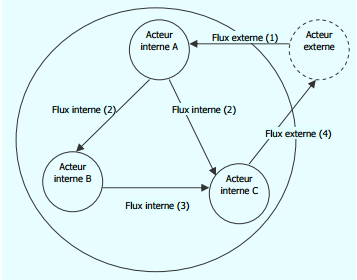 Acteur
interne A
Flux externe (1)
Acteur
externe
Flux interne (2)
Flux interne (2)
Flux externe (4)
Acteur
interne B
Acteur
interne C
Flux interne (3)